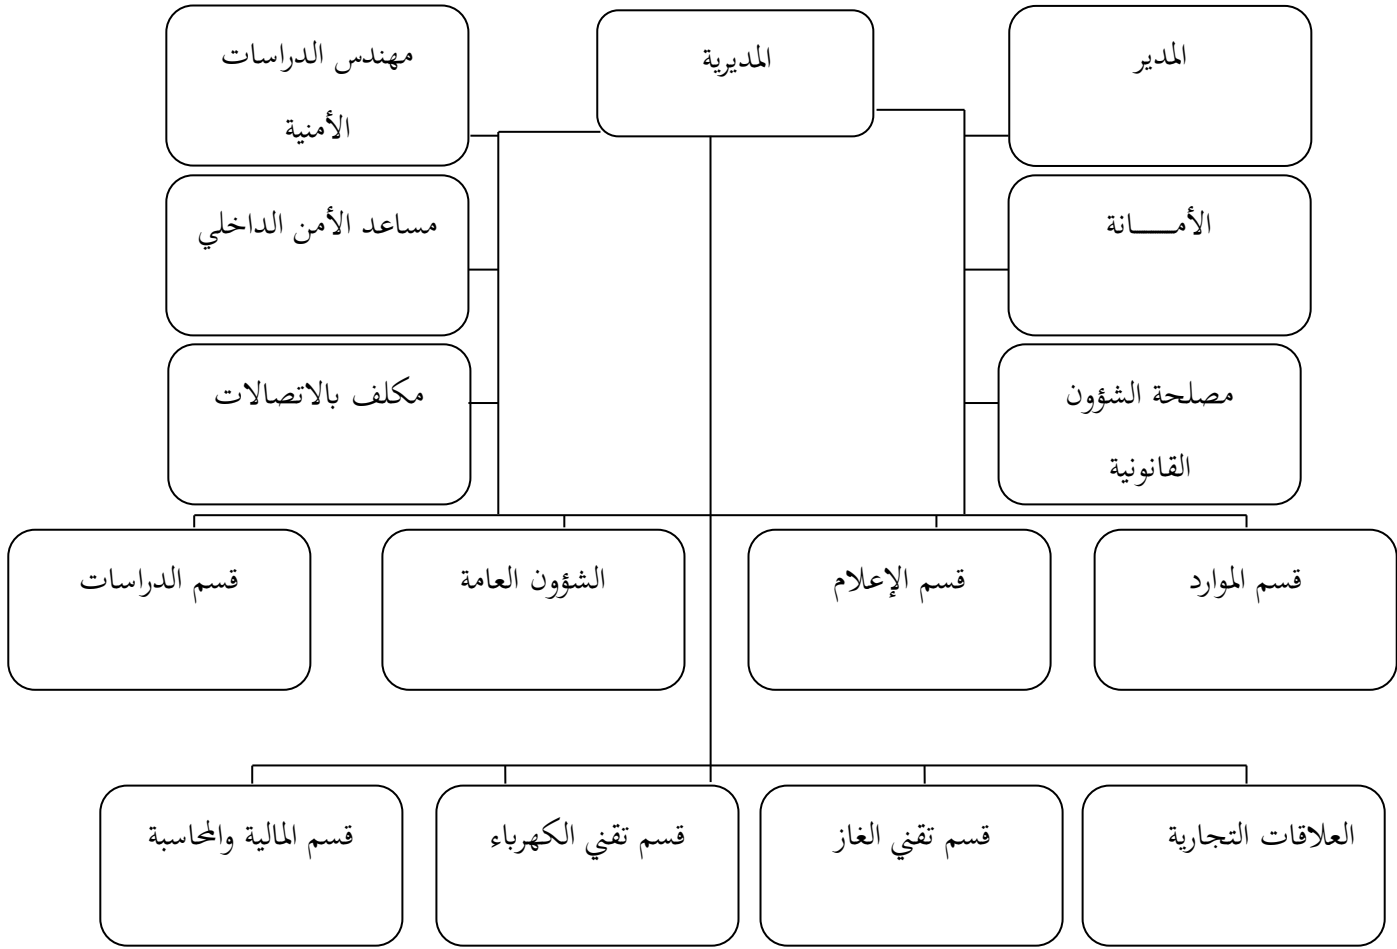 المدير
المديرية
مهندس الدراسات
الأمنية
الأمـــــانة
مساعد الأمن الداخلي
مصلحة الشؤون
القانونية
مكلف بالاتصالات
قسم الموارد
قسم الإعلام
الشؤون العامة
قسم الدراسات
العلاقات التجارية
قسم تقني الغاز
قسم تقني الكهرباء
قسم المالية والمحاسبة